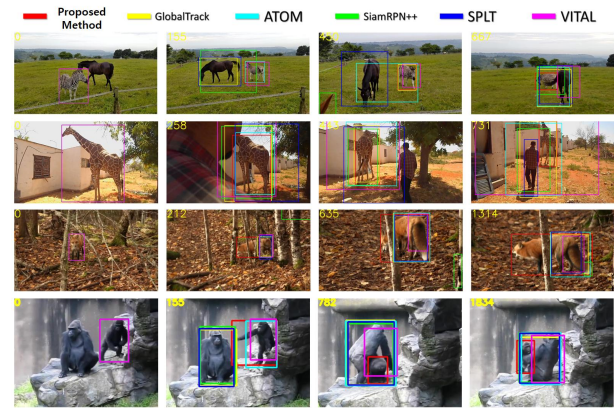 Proposed Method GlobalTrack ATOM SiamRPN++ SPLT VITAL
0
258 731
0 212 635 1314
0 155 782 1834